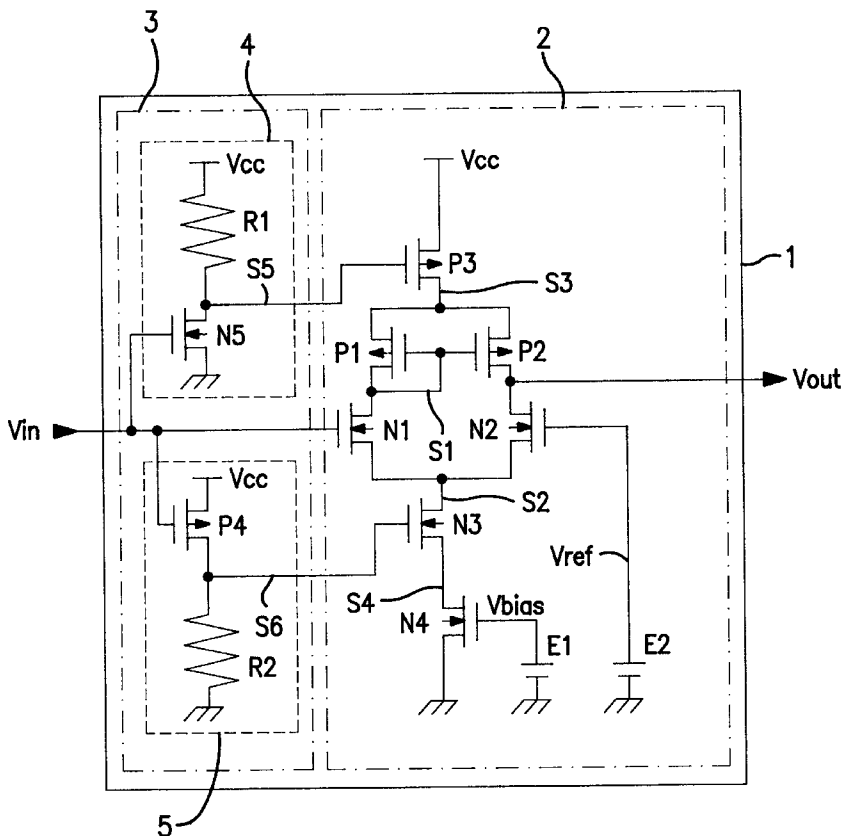 3
4
2
Vcc
Vcc
R1
1
S5
P3
S3
N5
P1
P2
Vout
Vin
N1
S1
N2
Vcc
S2
P4
N3
Vref
S6
S4
Vbias
N4
E1
E2
R2
5